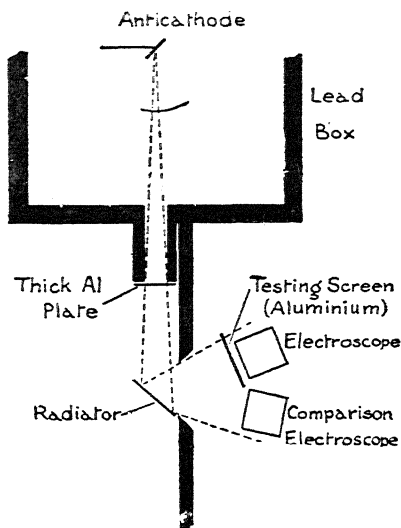 Anticathode
Lead
Box
Thick Al
Plate
Testing Screen
(Aluminium)
Electroscope
Radiator
Comparison
Electroscope